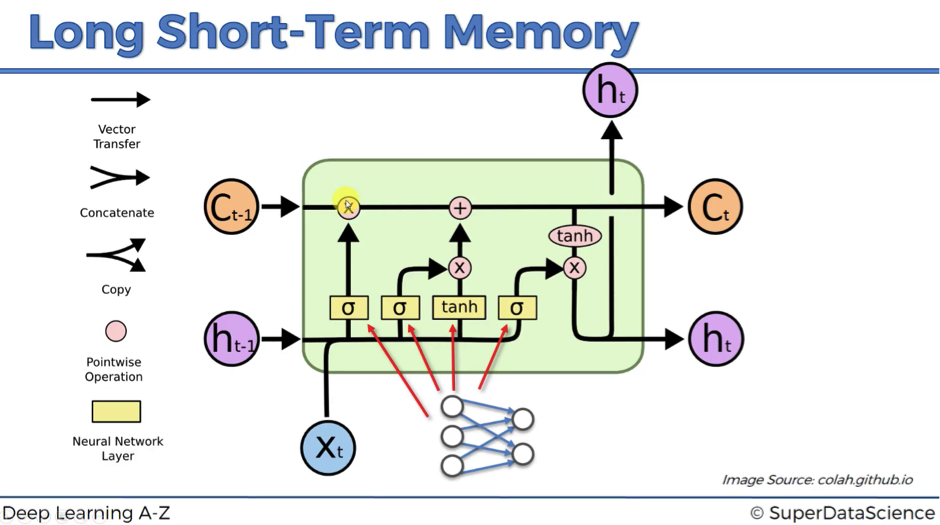 Long Short-Term Memory
Vector
Transfer
Concatenate
Copy
Pointwise
Operation
Neural Network
Layer
ht
Ct-1
x
+
Ct
tanh
x
x
σ
σ
tanh
σ
ht-1
ht
Xt
Image Source: colah.github.io
Deep Learning A-Z
© SuperDataScience